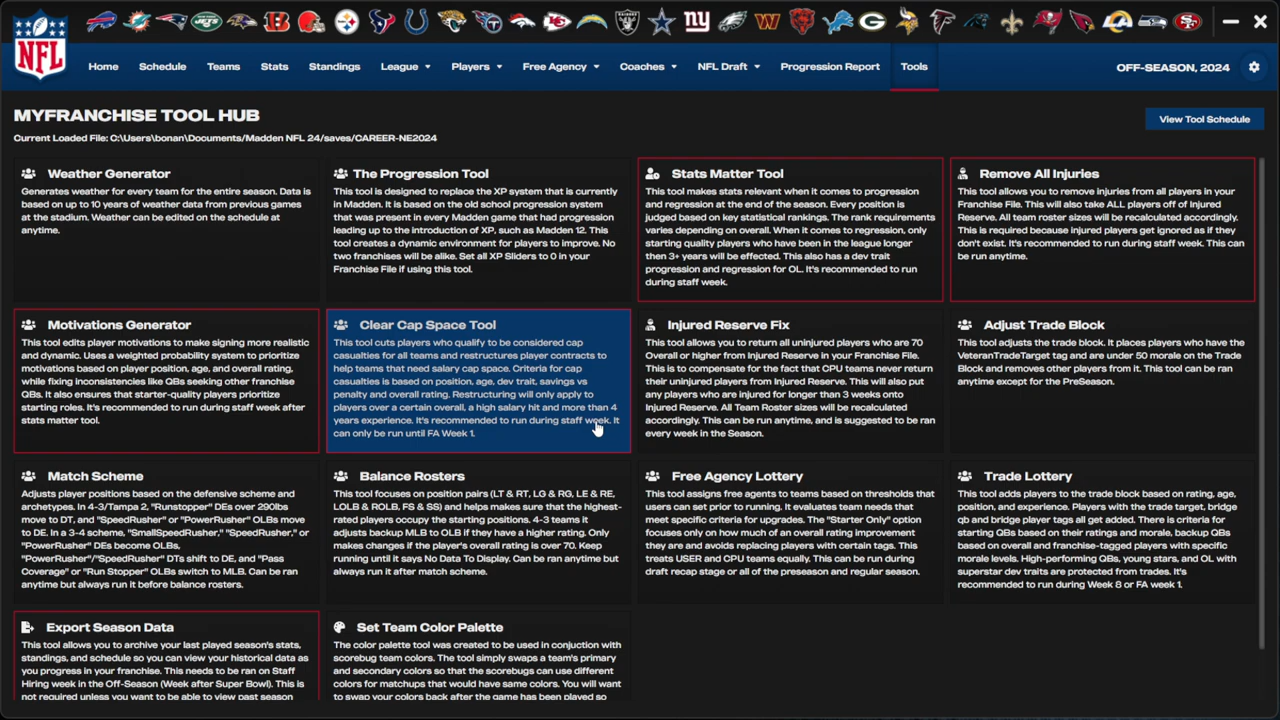 NFL
Home Schedule Teams Stats Standings League Players Free Agency Coaches NFL Draft Progression Report Tools OFF-SEASON, 2024
MYFRANCHISE TOOL HUB
View Tool Schedule
Current Loaded File: C:\Users\bonan\Documents/Madden NFL 24/saves/CAREER-NE2024
Weather Generator
Generates weather for every team for the entire season. Data is
based on up to 10 years of weather data from previous games
at the stadium. Weather can be edited on the schedule at
anytime.
The Progression Tool
This tool is designed to replace the XP system that is currently
in Madden. It is based on the old school progression system
that was present in every Madden game that had progression
leading up to the introduction of XP, such as Madden 12. This
tool creates a dynamic environment for players to improve. No
two franchises will be alike. Set all XP Sliders to 0 in your
Franchise File if using this tool.
Stats Matter Tool
This tool makes stats relevant when it comes to progression
and regression at the end of the season. Every position is
judged based on key statistical rankings. The rank requirements
varies depending on overall. When it comes to regression, only
starting quality players who have been in the league longer
then 3+ years will be effected. This also has a dev trait
progression and regression for OL. It's recommended to run
during staff week.
Remove All Injuries
This tool allows you to remove injuries from all players in your
Franchise File. This will also take ALL players off of Injured
Reserve. All team roster sizes will be recalculated accordingly.
This is required because injured players get ignored as if they
don't exist. It's recommended to run during staff week. This can
be run anytime.
Motivations Generator
This tool edits player motivations to make signing more realistic
and dynamic. Uses a weighted probability system to prioritize
motivations based on player position, age, and overall rating,
while fixing inconsistencies like QBs seeking other franchise
QBs. It also ensures that starter-quality players prioritize
starting roles. It's recommended to run during staff week after
stats matter tool.
Clear Cap Space Tool
This tool cuts players who qualify to be considered cap
casualties for all teams and restructures player contracts to
help teams that need salary cap space. Criteria for cap
casualties is based on position, age, dev trait, savings vs
penalty and overall rating. Restructuring will only apply to
players over a certain overall, a high salary hit and more than 4
years experience. It's recommended to run during staff week. It
can only be run until FA Week 1.
Injured Reserve Fix
This tool allows you to return all uninjured players who are 70
Overall or higher from Injured Reserve in your Franchise File.
This is to compensate for the fact that CPU teams never return
their uninjured players from Injured Reserve. This will also put
any players who are injured for longer than 3 weeks onto
Injured Reserve. All Team Roster sizes will be recalculated
accordingly. This can be run anytime, and is suggested to be ran
every week in the Season.
Adjust Trade Block
This tool adjusts the trade block. It places players who have the
VeteranTradeTarget tag and are under 50 morale on the Trade
Block and removes other players from it. This tool can be ran
anytime except for the PreSeason.
Match Scheme
Adjusts player positions based on the defensive scheme and
archetypes. In 4-3/Tampa 2, "Runstopper" DEs over 290lbs
move to DT, and "SpeedRusher" or "PowerRusher" OLBs move
to DE. In a 3-4 scheme, "SmallSpeedRusher," "SpeedRusher," or
"PowerRusher" DEs become OLBs,
"PowerRusher"/"SpeedRusher" DTs shift to DE, and "Pass
Coverage" or "Run Stopper" OLBs switch to MLB. Can be ran
anytime but always run it before balance rosters.
Balance Rosters
This tool focuses on position pairs (LT & RT, LG & RG, LE & RE,
LOLB & ROLB, FS & SS) and helps make sure that the highest-
rated players occupy the starting positions. 4-3 teams it
adjusts backup MLB to OLB if they have a higher rating. Only
makes changes if the player's overall rating is over 70. Keep
running until it says No Data To Display. Can be ran anytime but
always run it after match scheme.
Free Agency Lottery
This tool assigns free agents to teams based on thresholds that
users can set prior to running. It evaluates team needs that
meet specific criteria for upgrades. The "Starter Only" option
focuses only on how much of an overall rating improvement
they are and avoids replacing players with certain tags. This
treats USER and CPU teams equally. This can be run during
draft recap stage or all of the preseason and regular season.
Trade Lottery
This tool adds players to the trade block based on rating, age,
position, and experience. Players with the trade target, bridge
qb and bridge player tags all get added. There is criteria for
starting QBs based on their ratings and morale, backup QBs
based on overall and franchise-tagged players with specific
morale levels. High-performing QBs, young stars, and OL with
superstar dev traits are protected from trades. It's
recommended to run during Week 8 or FA week 1.
Export Season Data
This tool allows you to archive your last played season's stats,
standings, and schedule so you can view your historical data as
you progress in your franchise. This needs to be ran on Staff
Hiring week in the Off-Season (Week after Super Bowl). This is
not required unless you want to be able to view past season
Set Team Color Palette
The color palette tool was created to be used in conjuction with
scorebug team colors. The tool simply swaps a team's primary
and secondary colors so that the scorebugs can use different
colors for matchups that would have same colors. You will want
to swap your colors back after the game has been played so